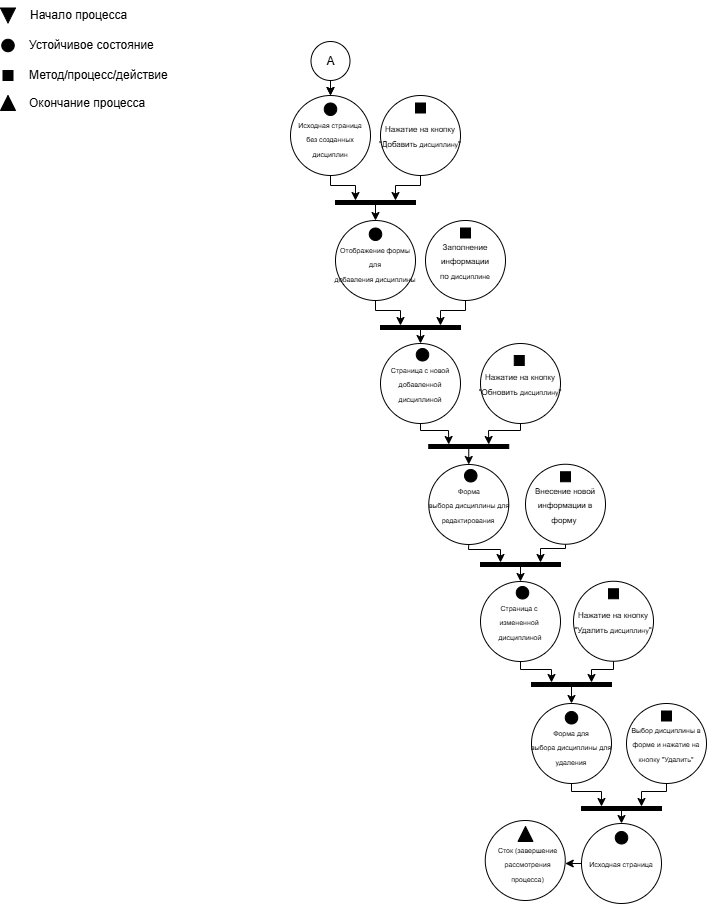 Начало процесса
Устойчивое состояние
Метод/процесс/действие
Окончание процесса
А
Исходная страница
без созданных
дисциплин
Нажатие на кнопку
"Добавить дисциплину"
Отображение формы
для
добавления дисциплины
Заполнение
информации
по дисциплине
Страница с новой
добавленной
дисциплиной
Нажатие на кнопку
"Обновить дисциплину"
Форма
выбора дисциплины для
редактирования
Внесение новой
информации в
форму
Страница с
измененной
дисциплиной
Нажатие на кнопку
"Удалить дисциплину"
Форма для
выбора дисциплины для
удаления
Выбор дисциплины в
форме и нажатие на
кнопку "Удалить"
Сток (завершение
рассмотрения
процесса)
Исходная страница